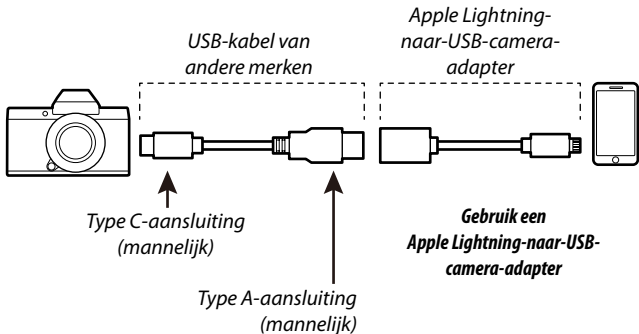 USB-kabel van
andere merken
Apple Lightning-
naar-USB-camera-
adapter
Type C-aansluiting
(mannelijk)
Type A-aansluiting
(mannelijk)
Gebruik een
Apple Lightning-naar-USB-
camera-adapter